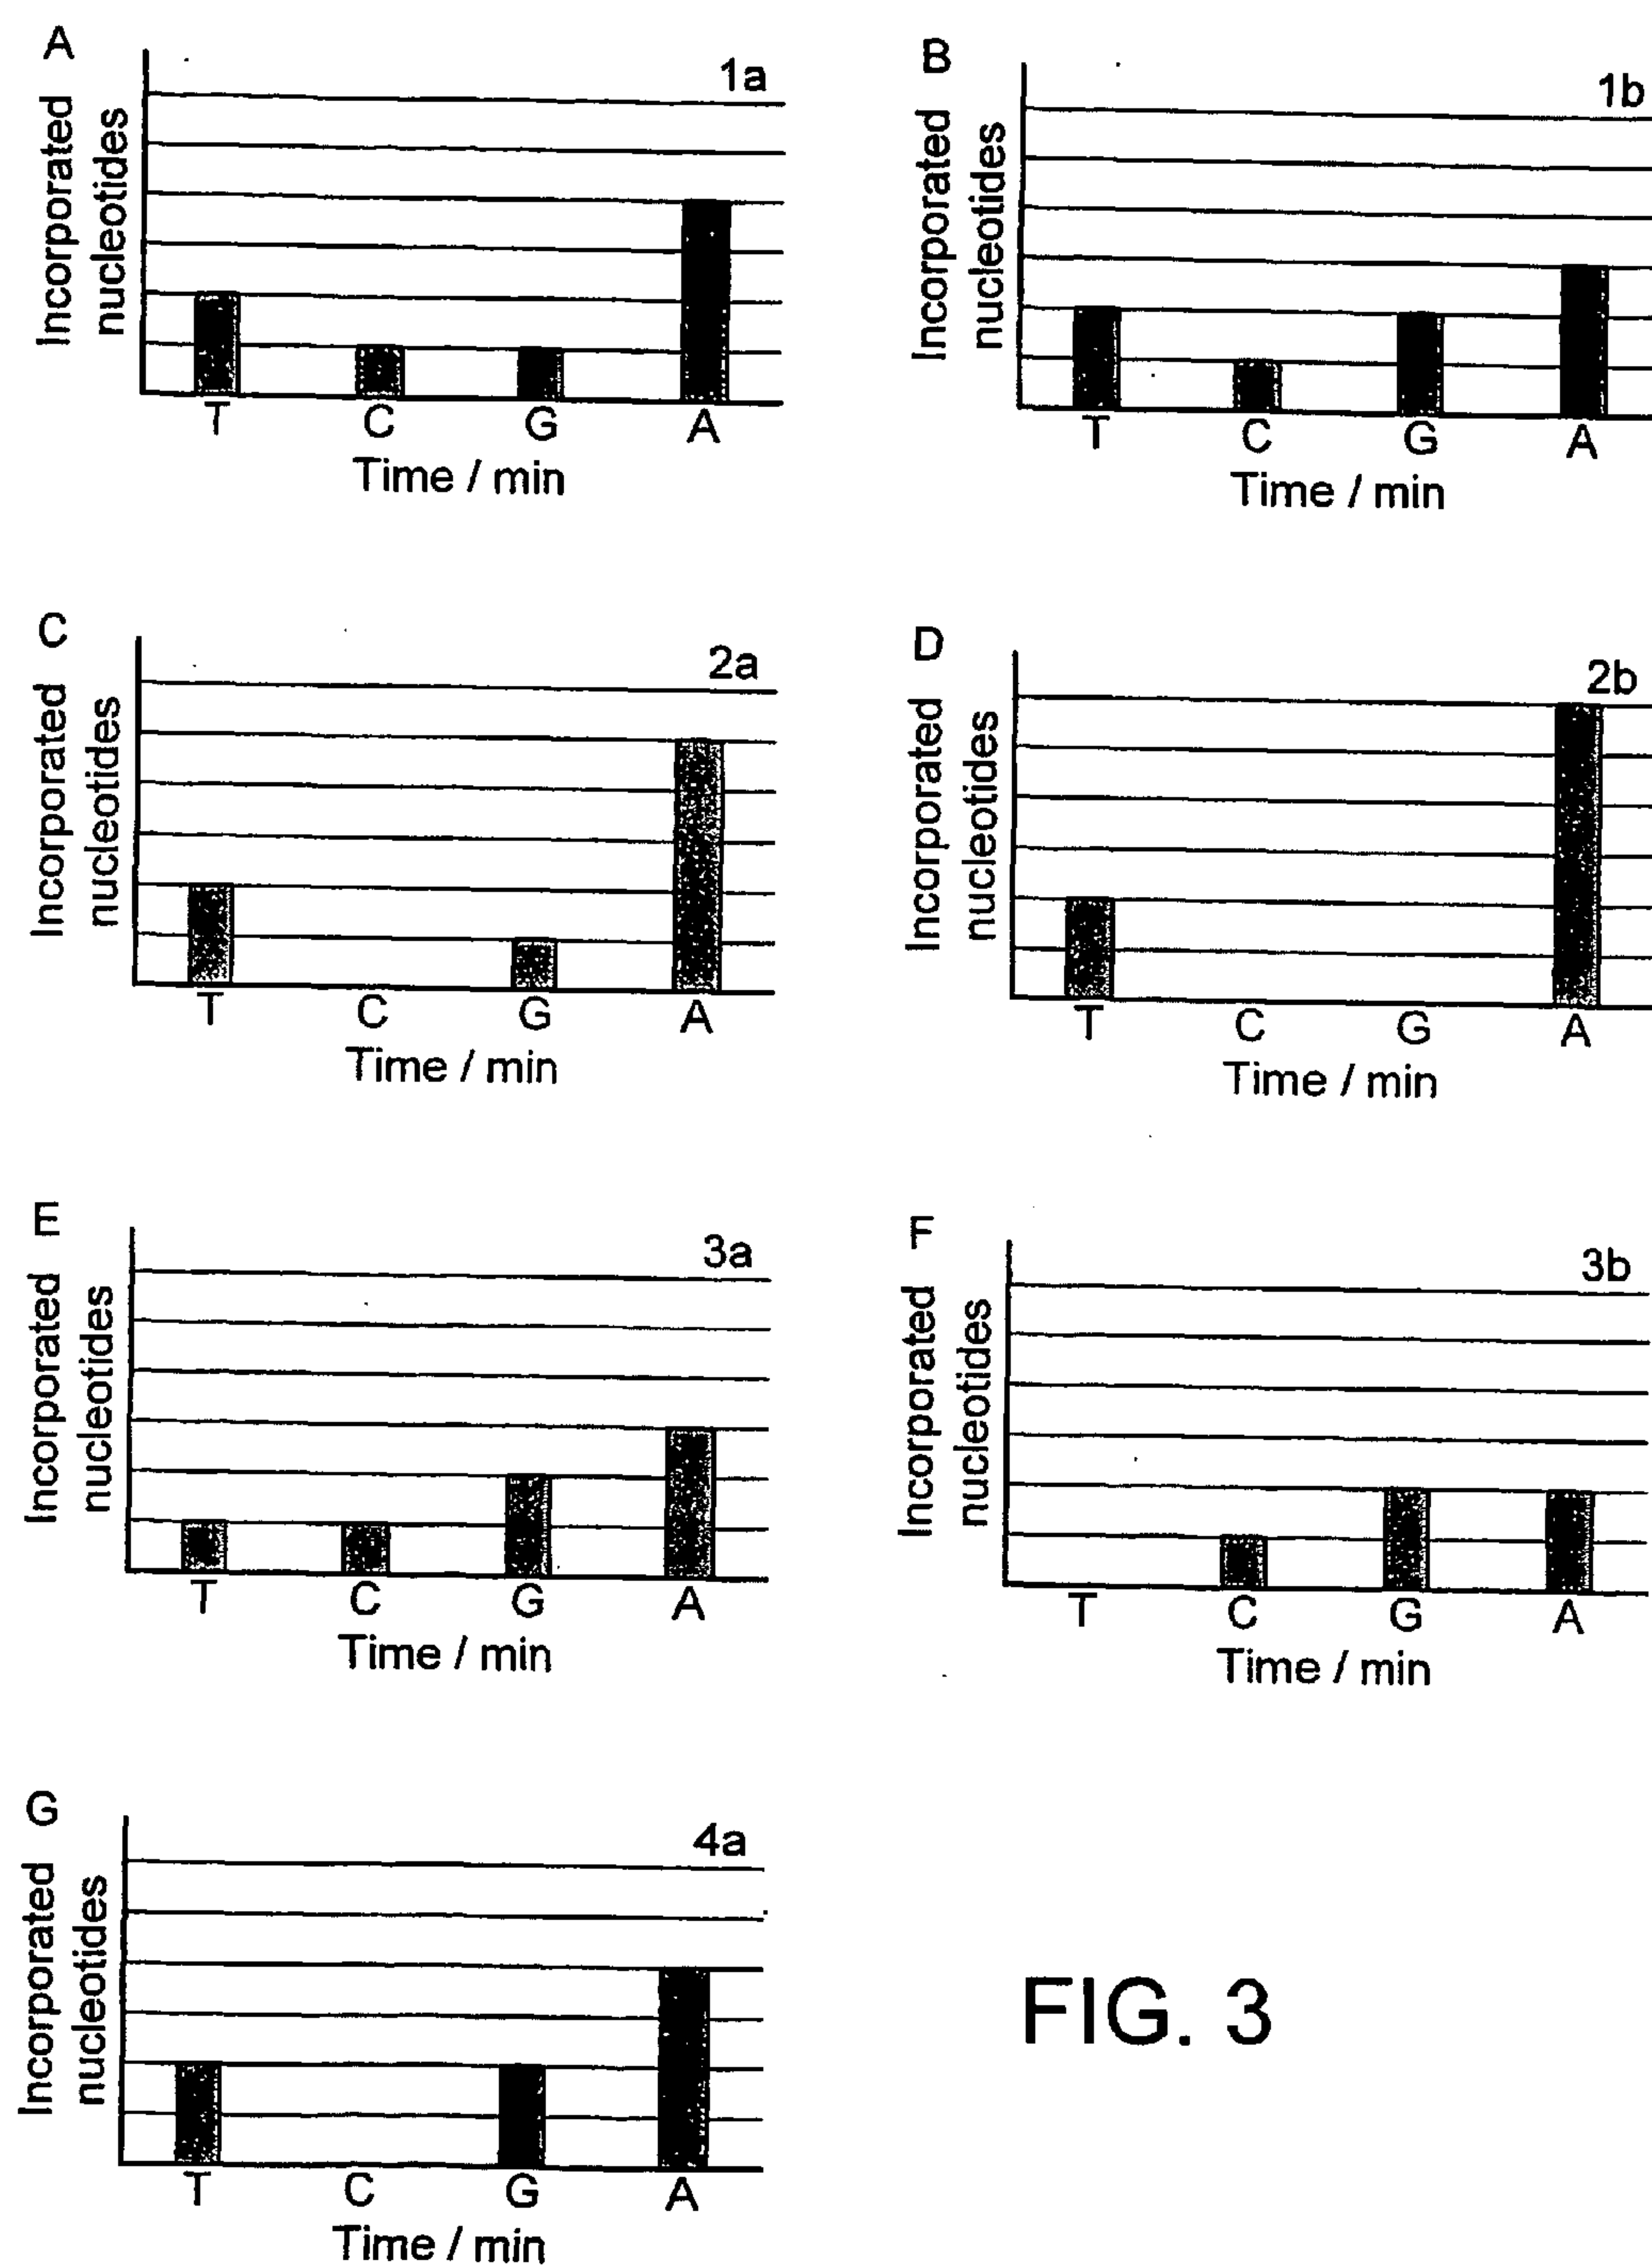 A
1a
Incorporated
nucleotides
T C G A
Time / min
B
1b
Incorporated
nucleotides
T C G A
Time / min
C
2a
Incorporated
nucleotides
T C G A
Time / min
D
2b
Incorporated
nucleotides
T C G A
Time / min
E
3a
Incorporated
nucleotides
T C G A
Time / min
F
3b
Incorporated
nucleotides
T C G A
Time / min
G
4a
Incorporated
nucleotides
T C G A
Time / min
FIG. 3